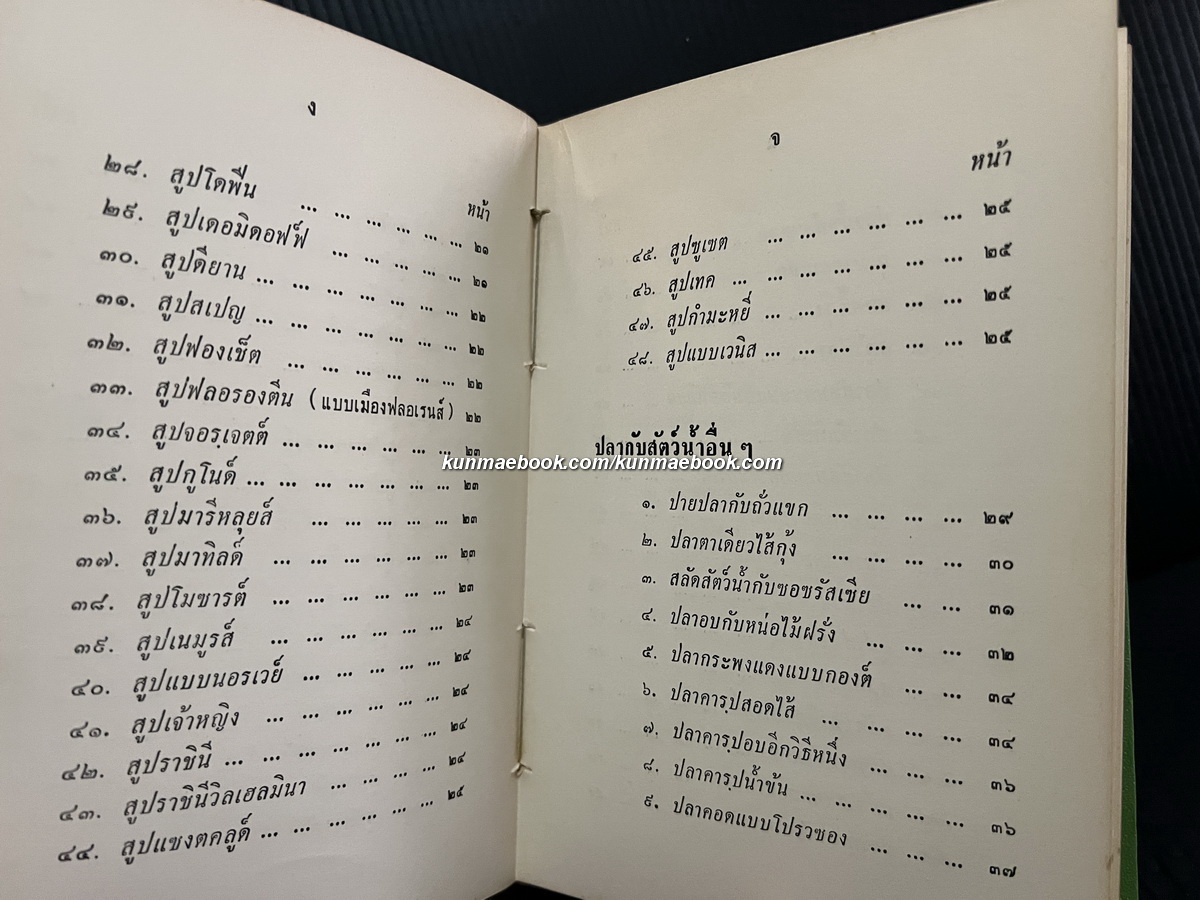 ง
หน้า
๒๘. สูปโดฟืน ... ... ... ... ... ... ๒๑
๒๙. สูปเดอมิดอฟฟ์ ... ... ... ... ... ๒๑
๓๐. สูปดียาน ... ... ... ... ... ... ... ๒๒
๓๑. สูปสเปญ ... ... ... ... ... ... ... ๒๒
๓๒. สูปฟองเช็ต ... ... ... ... ... ... ๒๒
๓๓. สูปฟลอรองตีน (แบบเมืองฟลอเรนส์) ๒๒
๓๔. สูปจอรฺเจตต์ ... ... ... ... ... ... ๒๓
๓๕. สูปกูโนด์ ... ... ... ... ... ... ... ๒๓
๓๖. สูปมารีหลุยส์ ... ... ... ... ... ๒๓
๓๗. สูปมาทิลด์ ... ... ... ... ... ... ๒๓
๓๘. สูปโมซารต์ ... ... ... ... ... ... ๒๓
๓๙. สูปเนมูรส์ ... ... ... ... ... ... ๒๔
๔๐. สูปแบบนอรเวย์ ... ... ... ... ... ๒๔
๔๑. สูปเจ้าหญิง ... ... ... ... ... ... ๒๔
๔๒. สูปราชินี ... ... ... ... ... ... ... ๒๔
๔๓. สูปราชินีวิลเฮลมินา ... ... ... ... ๒๔
๔๔. สูปแซงตคลูด์ ... ... ... ... ... ... ๒๕
จ
หน้า
๔๕. สูปซูเขต ... ... ... ... ... ... ๒๕
๔๖. สูปเทค ... ... ... ... ... ... ... ๒๕
๔๗. สูปกำมะหยี่ ... ... ... ... ... ... ๒๕
๔๘. สูปแบบเวนิส ... ... ... ... ... ... ๒๕
ปลากับสัตว์น้ำอื่น ๆ
kunmaebook.com/kunmaebook.com
๑. ปายปลากับถั่วแขก ... ... ... ... ๒๙
๒. ปลาตาเดียวไส้กุ้ง ... ... ... ... ๓๐
๓. สลัดสัตว์น้ำกับซอซรัสเซีย ... ... ๓๑
๔. ปลาอบกับหน่อไม้ฝรั่ง ... ... ... ๓๒
๕. ปลากระพงแดงแบบกองต์ ... ... ๓๔
๖. ปลาคารฺปสอดไส้ ... ... ... ... ๓๔
๗. ปลาคารฺปอบอีกวิธีหนึ่ง ... ... ... ๓๖
๘. ปลาคารฺปน้ำข้น ... ... ... ... ... ๓๖
๙. ปลาคอดแบบโปรวซอง ... ... ... ๓๗